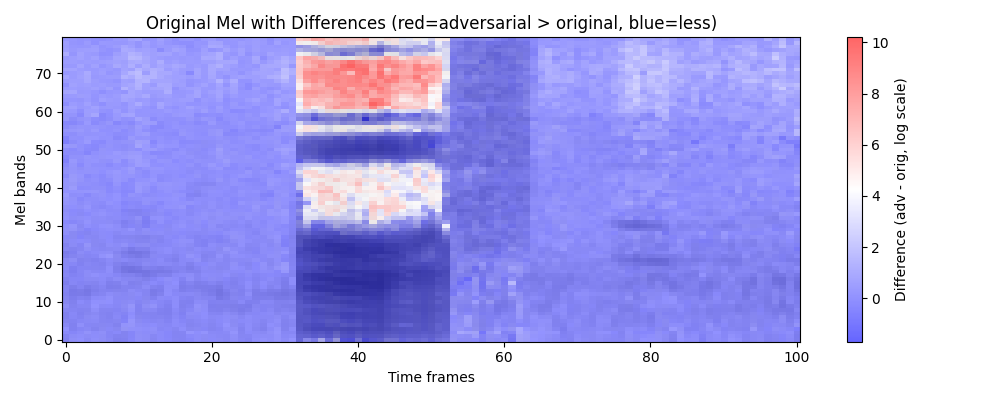 Original Mel with Differences (red=adversarial > original, blue=less)
Mel bands
70
60
50
40
30
20
10
0
0 20 40 60 80 100
Time frames
10
8
6
4
2
0
Difference (adv - orig, log scale)